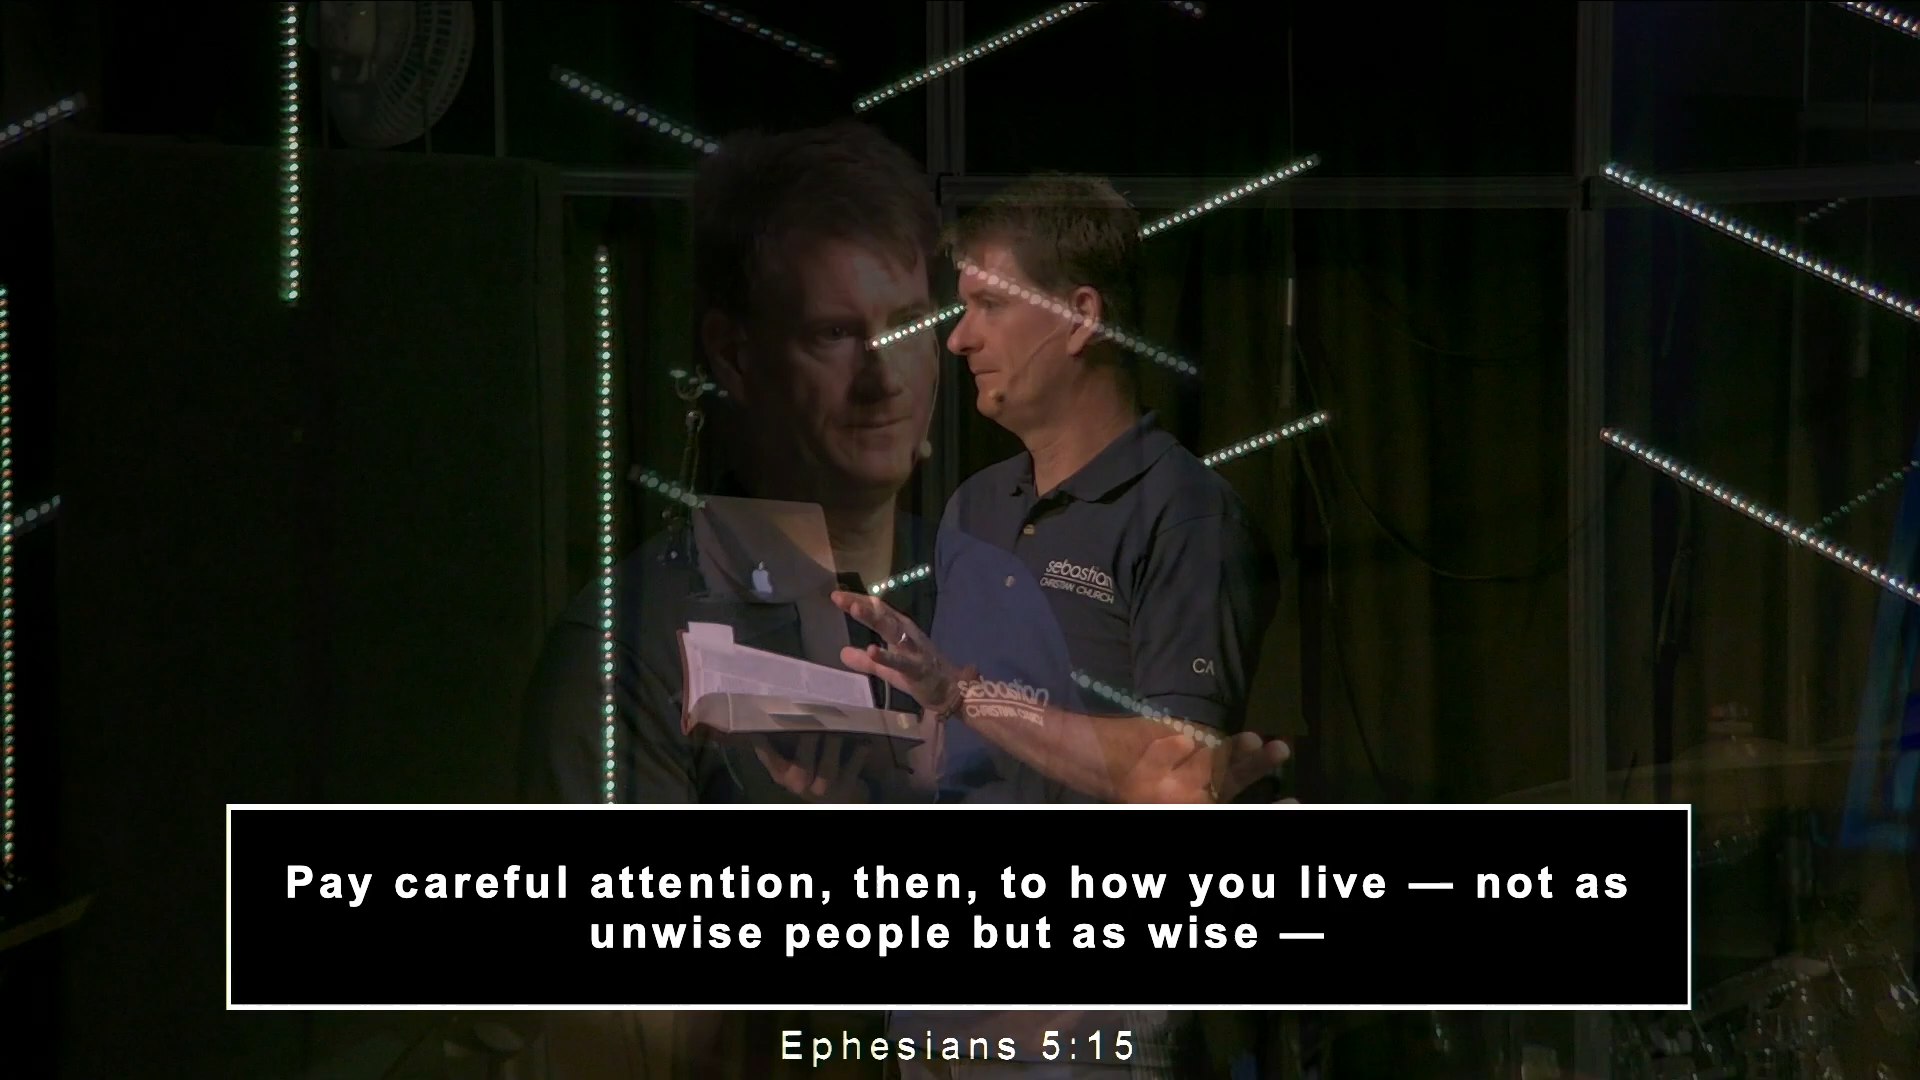 sebastian
CHRISTIAN CHURCH
CA
sebastian
CHRISTIAN
Pay careful attention, then, to how you live — not as
unwise people but as wise —
Ephesians 5:15